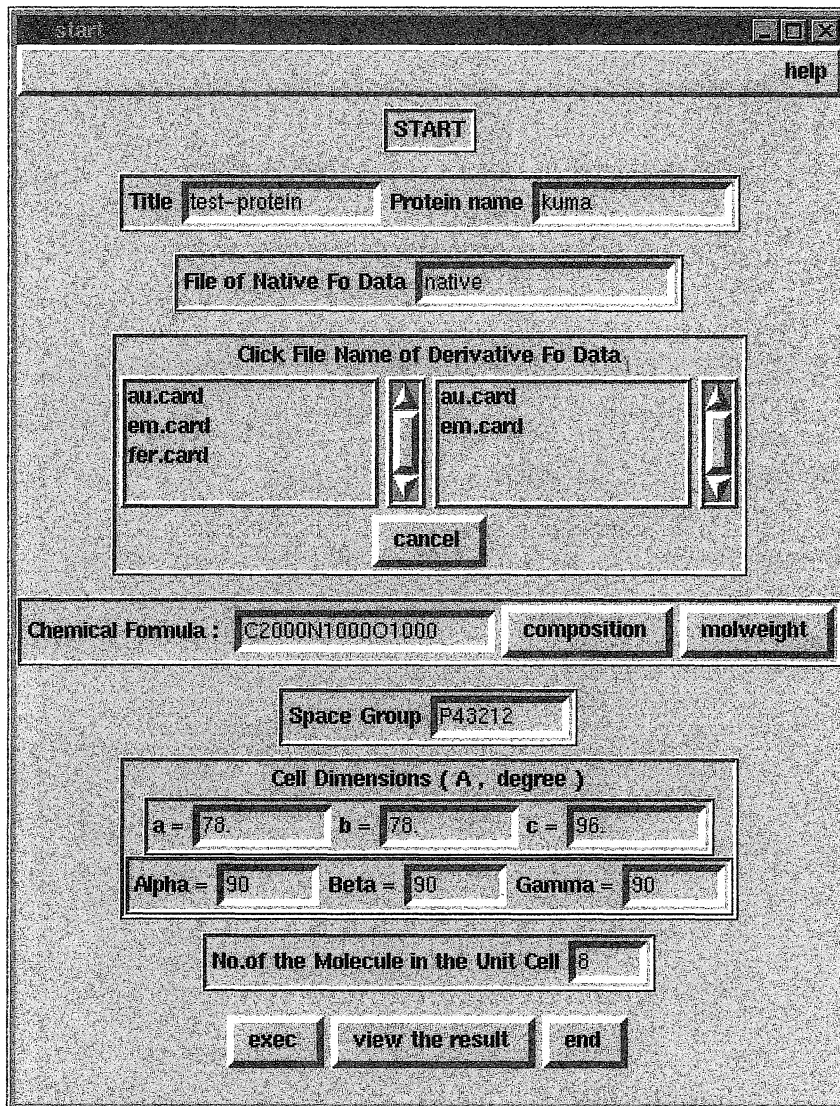 start
help
START
Title test-protein Protein name kuma
File of Native Fo Data native
Click File Name of Derivative Fo Data
au.card au.card
em.card em.card
fer.card
cancel
Chemical Formula : C2000N1000O1000 composition molweight
Space Group P43212
Cell Dimensions ( A , degree )
a = 78. b = 78. c = 96.
Alpha = 90 Beta = 90 Gamma = 90
No.of the Molecule in the Unit Cell 8
exec view the result end